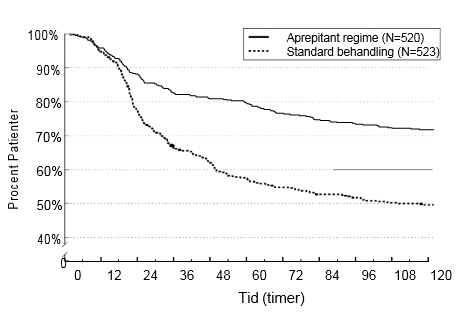 Aprepitant regime (N=520)
Standard behandling (N=523)
100%
90%
80%
70%
60%
50%
40%
0
Procent Patienter
0 12 24 36 48 60 72 84 96 108 120
Tid (timer)